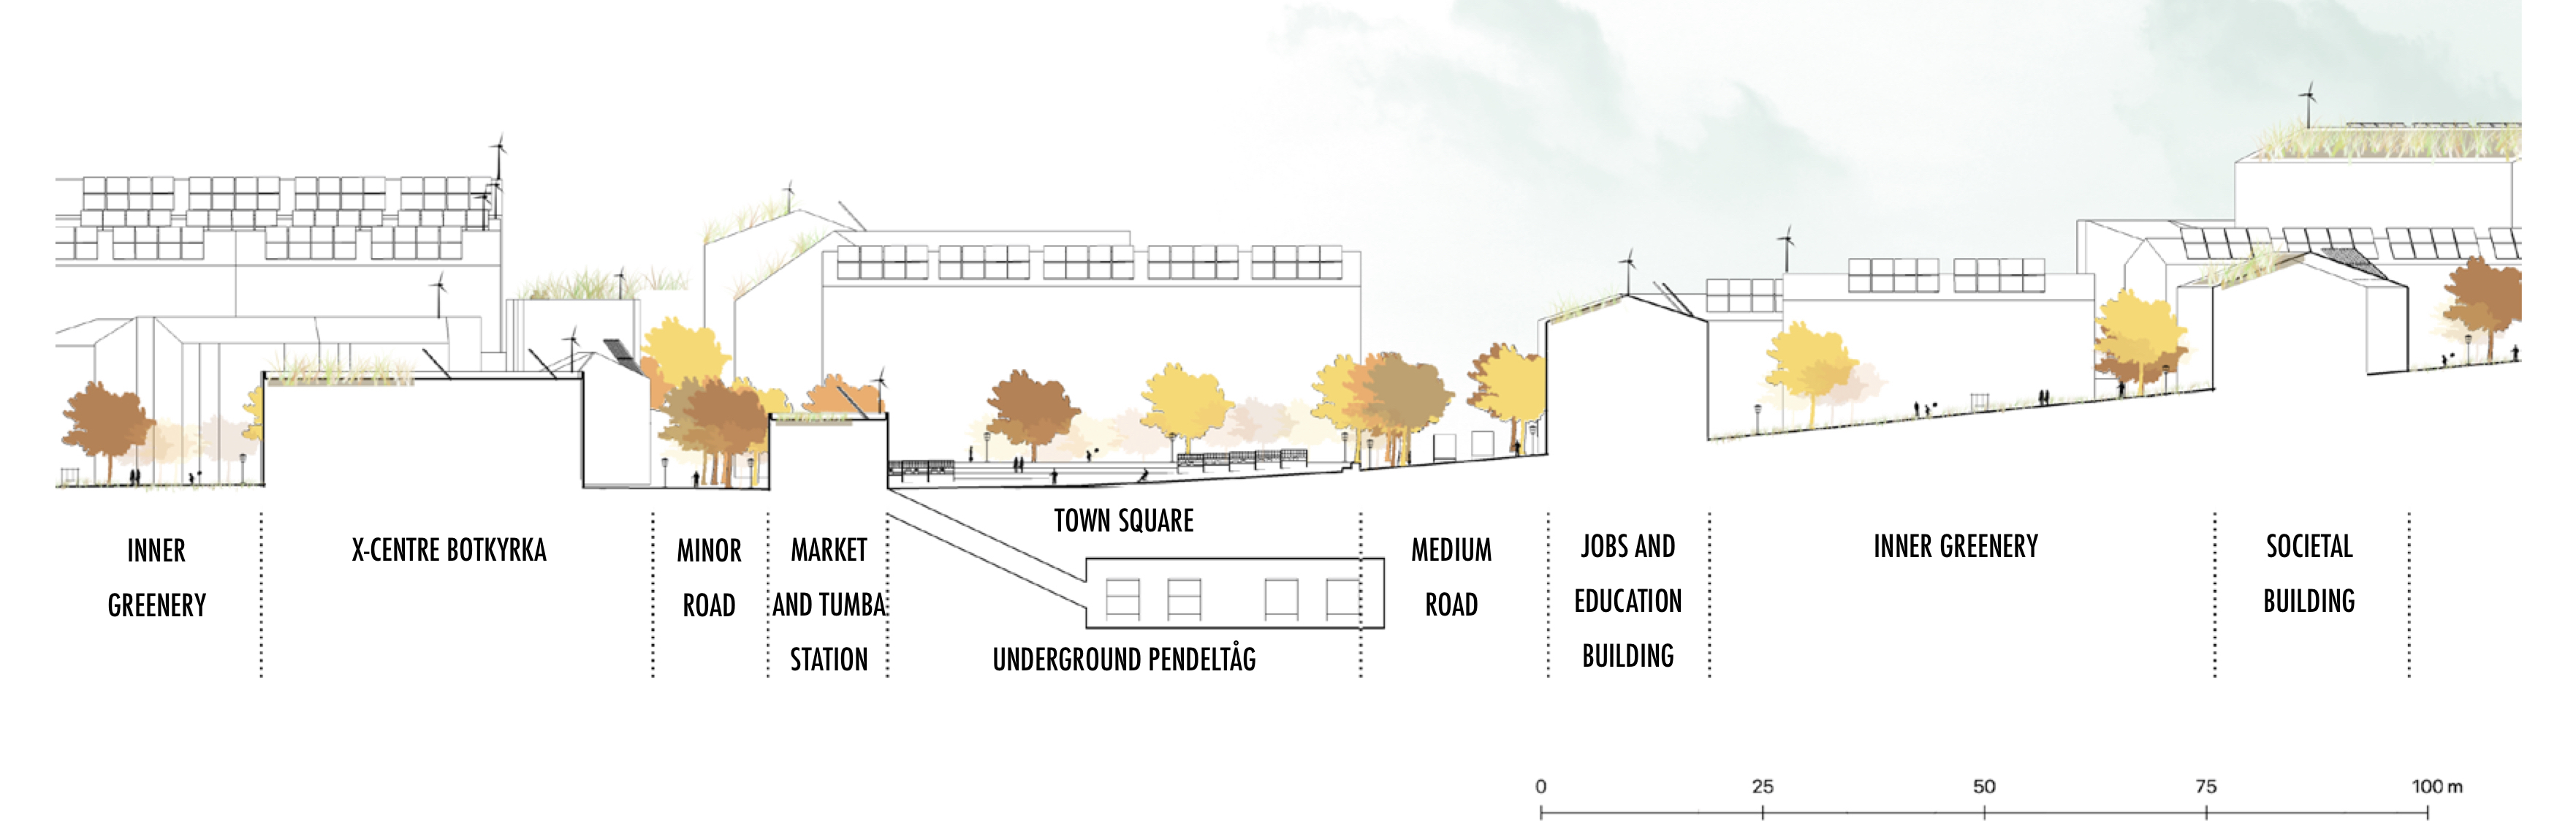 INNER
GREENERY
X-CENTRE BOTKYRKA
MINOR
ROAD
MARKET
AND TUMBA
STATION
TOWN SQUARE
UNDERGROUND PENDELTÅG
MEDIUM
ROAD
JOBS AND
EDUCATION
BUILDING
INNER GREENERY
SOCIETAL
BUILDING
0 25 50 75 100 m